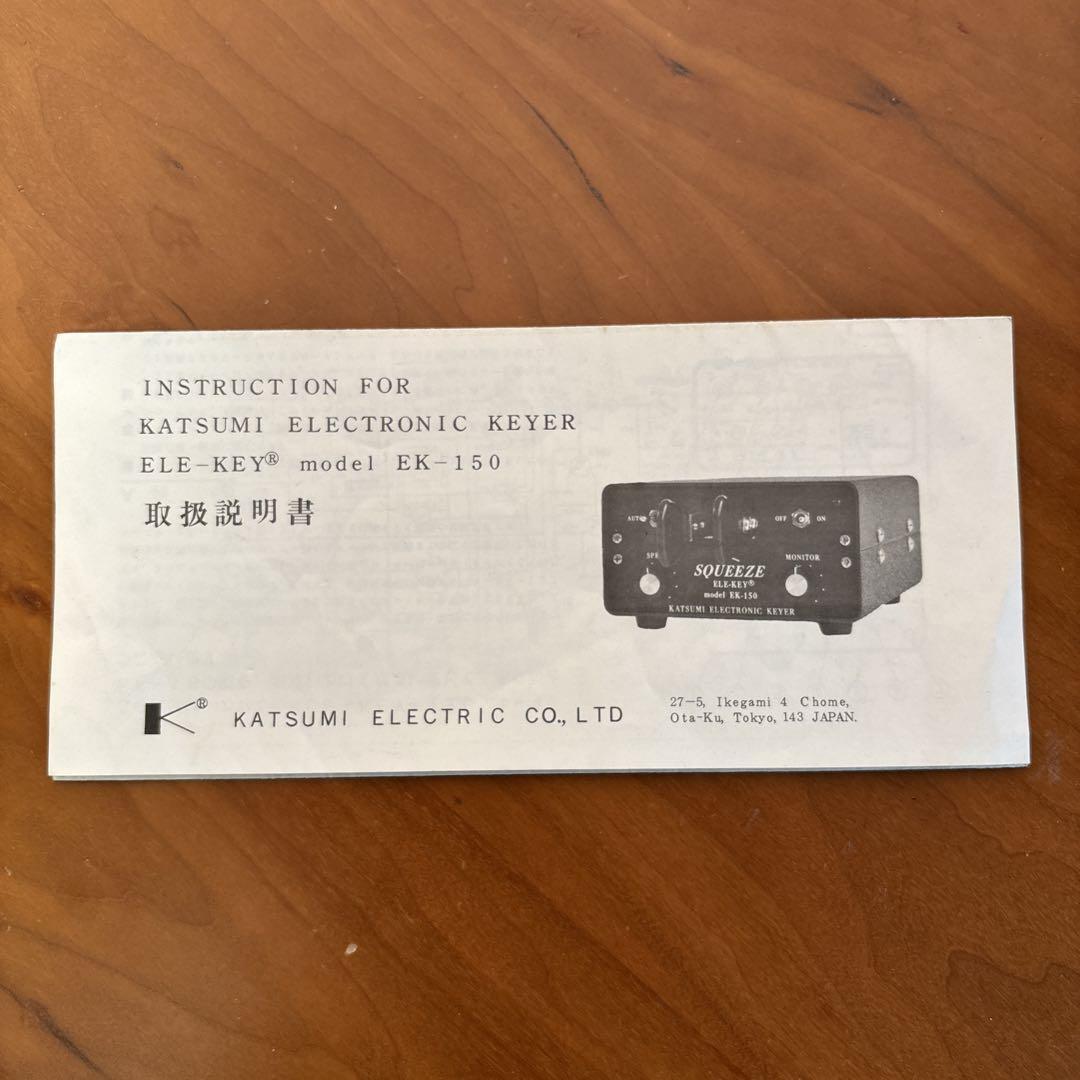 INSTRUCTION FOR
KATSUMI ELECTRONIC KEYER
ELE-KEY® model EK-150
取扱説明書
OFF ON
MONITOR
SQUEEZE
ELE-KEY®
model EK-150
KATSUMI ELECTRONIC KEYER
® KATSUMI ELECTRIC CO., LTD
27-5, Ikegami 4 Chome,
Ota-Ku, Tokyo, 143 JAPAN.